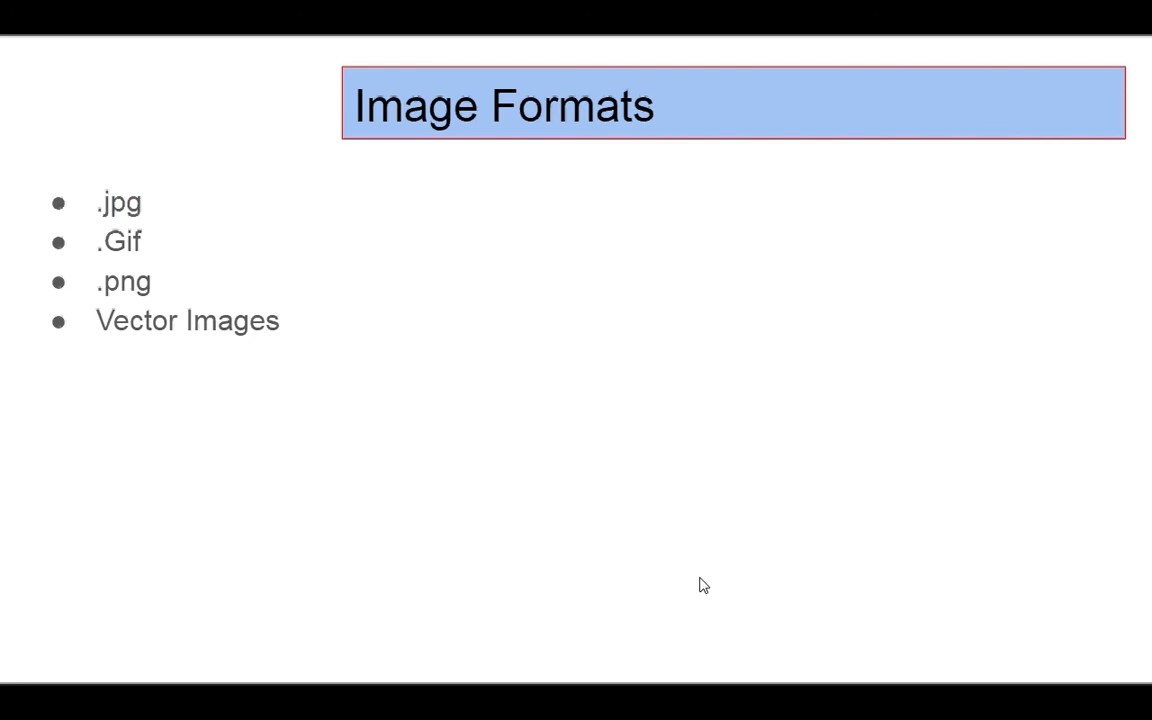 Image Formats
● .jpg
● .Gif
● .png
● Vector Images